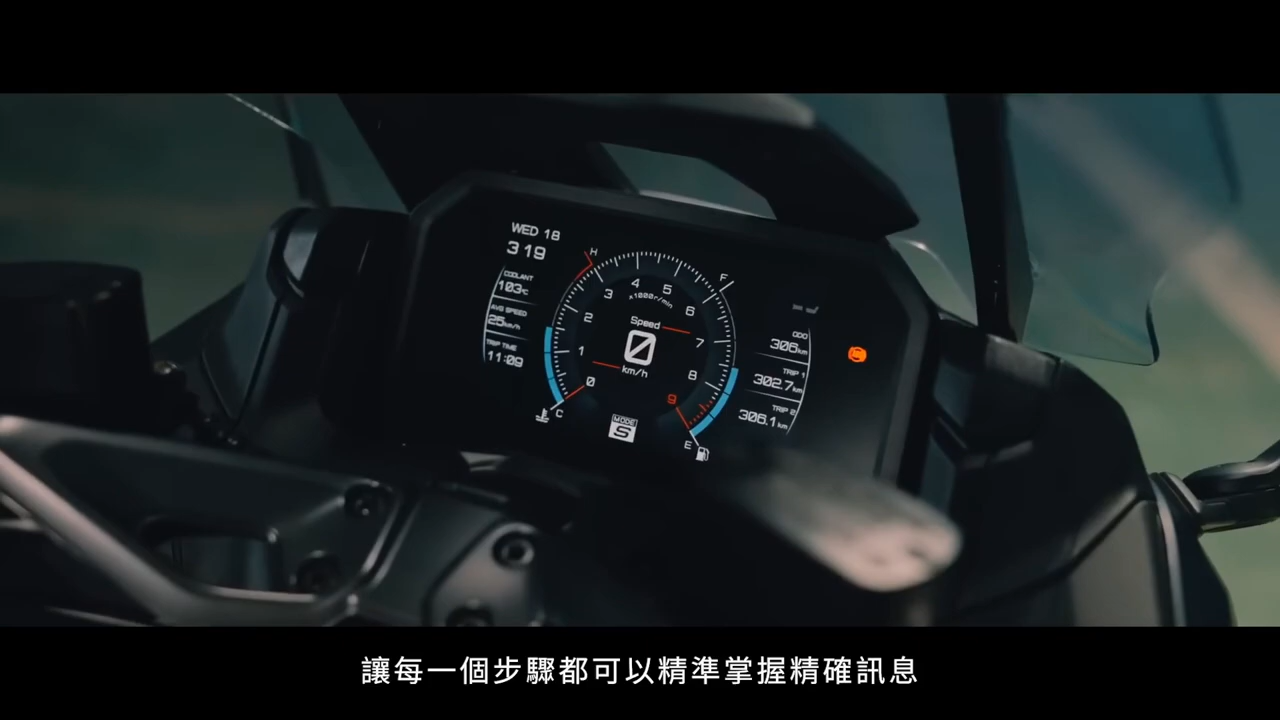 WED 18
3 19
H
F
COOLANT
103℃
AVG SPEED
25km/h
TRIP TIME
11:09
0
1
2
3
4
5
6
7
8
9
x1000r/min
Speed
0
km/h
ODO
306km
TRIP 1
302.7km
TRIP 2
306.1km
C
MODE
S
E
讓每一個步驟都可以精準掌握精確訊息